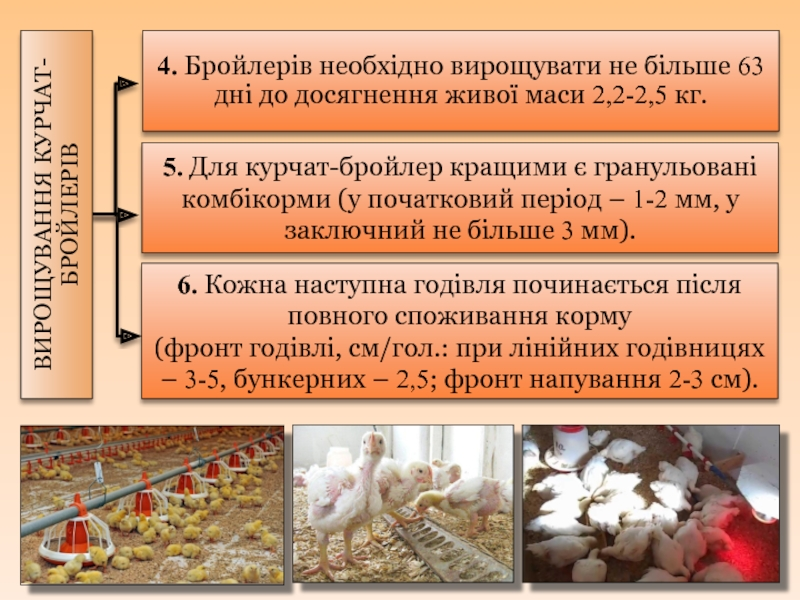 ВИРОЩУВАННЯ КУРЧАТ-
БРОЙЛЕРІВ
4. Бройлерів необхідно вирощувати не більше 63
дні до досягнення живої маси 2,2-2,5 кг.
5. Для курчат-бройлер кращими є гранульовані
комбікорми (у початковий період – 1-2 мм, у
заключний не більше 3 мм).
6. Кожна наступна годівля починається після
повного споживання корму
(фронт годівлі, см/гол.: при лінійних годівницях
– 3-5, бункерних – 2,5; фронт напування 2-3 см).